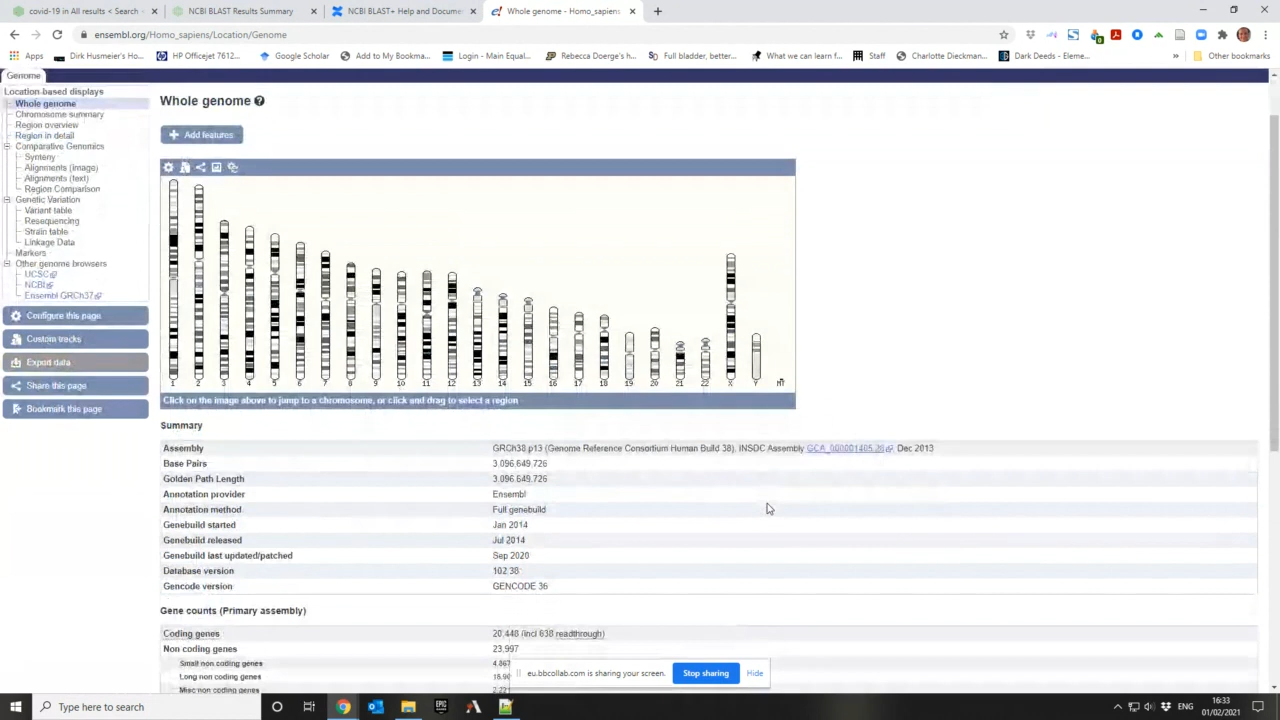 covid-19 in All results < Search
NCBI BLAST Results Summary
NCBI BLAST+ Help and Document
Whole genome - Homo_sapiens
ensembl.org/Homo_sapiens/Location/Genome
Apps
Dirk Husmeier's Ho...
HP Officejet 7612...
Google Scholar
Add to My Bookma...
Login - Main Equal...
Rebecca Doerge's h...
Full bladder, better...
What we can learn f...
Staff
Charlotte Dieckman...
Dark Deeds - Eleme...
»
Other bookmarks
Genome
Location based displays
Whole genome
Chromosome summary
Region overview
Region in detail
Comparative Genomics
Synteny
Alignments (image)
Alignments (text)
Region Comparison
Genetic Variation
Variant table
Resequencing
Strain table
Linkage Data
Markers
Other genome browsers
UCSC
NCBI
Ensembl GRCh37
Configure this page
Custom tracks
Export data
Share this page
Bookmark this page
Whole genome ?
Add features
1 2 3 4 5 6 7 8 9 10 11 12 13 14 15 16 17 18 19 20 21 22 X Y MT
Click on the image above to jump to a chromosome, or click and drag to select a region
Summary
Assembly GRCh38.p13 (Genome Reference Consortium Human Build 38), INSDC Assembly GCA_000001405.28, Dec 2013
Base Pairs 3,096,649,726
Golden Path Length 3,096,649,726
Annotation provider Ensembl
Annotation method Full genebuild
Genebuild started Jan 2014
Genebuild released Jul 2014
Genebuild last updated/patched Sep 2020
Database version 102.38
Gencode version GENCODE 36
Gene counts (Primary assembly)
Coding genes 20,448 (incl 638 readthrough)
Non coding genes 23,997
Small non coding genes 4,867
Long non coding genes
Misc non coding genes
eu.bbcollab.com is sharing your screen.
Stop sharing
Hide
Type here to search
EPIC
ENG
16:33
01/02/2021